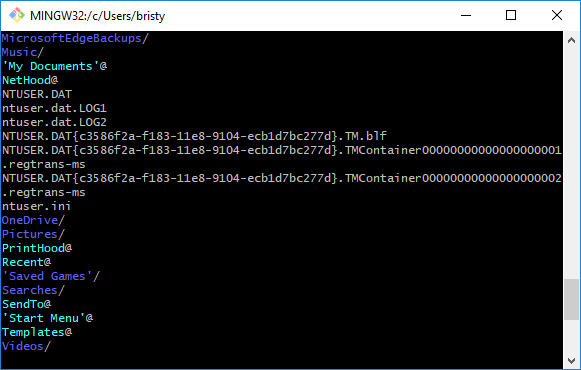 MINGW32:/c/Users/bristy
MicrosoftEdgeBackups/
Music/
'My Documents'@
NetHood@
NTUSER.DAT
ntuser.dat.LOG1
ntuser.dat.LOG2
NTUSER.DAT{c3586f2a-f183-11e8-9104-ecb1d7bc277d}.TM.blf
NTUSER.DAT{c3586f2a-f183-11e8-9104-ecb1d7bc277d}.TMContainer00000000000000000001
.regtrans-ms
NTUSER.DAT{c3586f2a-f183-11e8-9104-ecb1d7bc277d}.TMContainer00000000000000000002
.regtrans-ms
ntuser.ini
OneDrive/
Pictures/
PrintHood@
Recent@
'Saved Games'/
Searches/
SendTo@
'Start Menu'@
Templates@
Videos/